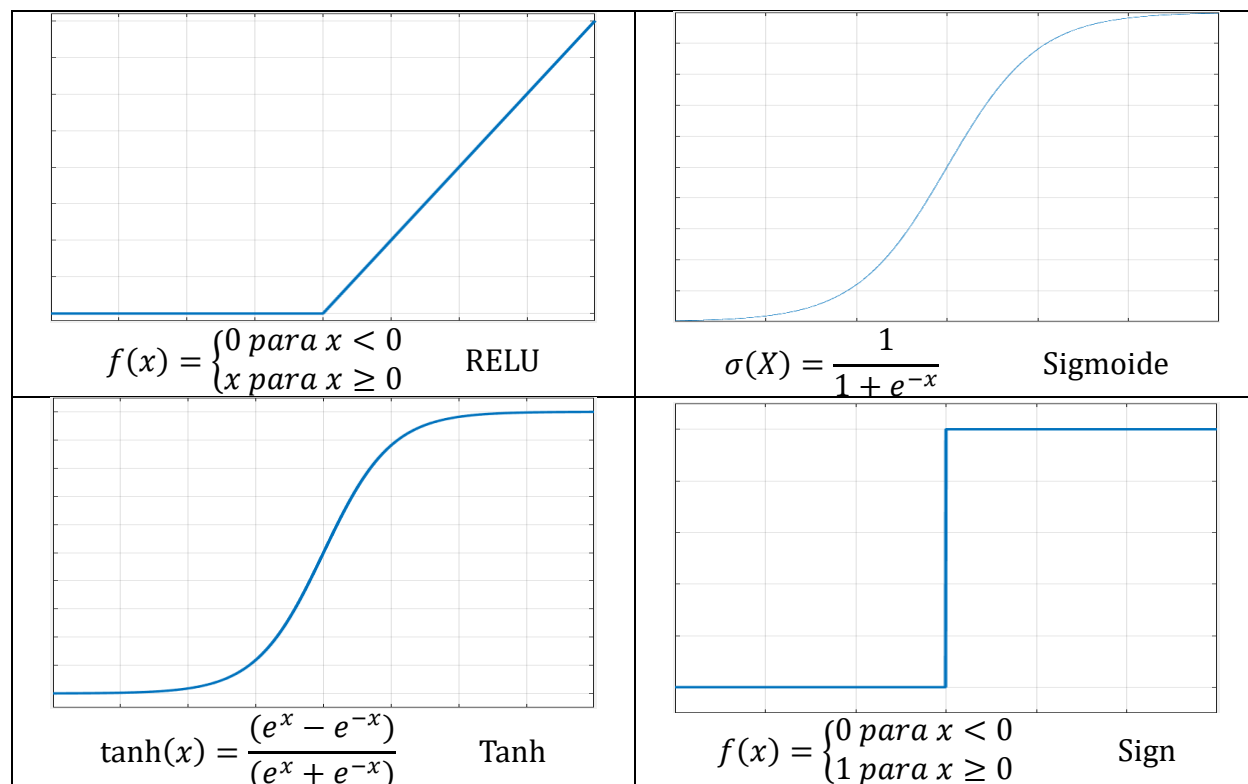 f(x) = {0 para x < 0
x para x ≥ 0 RELU
σ(X) = 1 / (1 + e^{-x}) Sigmoide
tanh(x) = (e^x − e^{-x}) / (e^x + e^{-x}) Tanh
f(x) = {0 para x < 0
1 para x ≥ 0 Sign